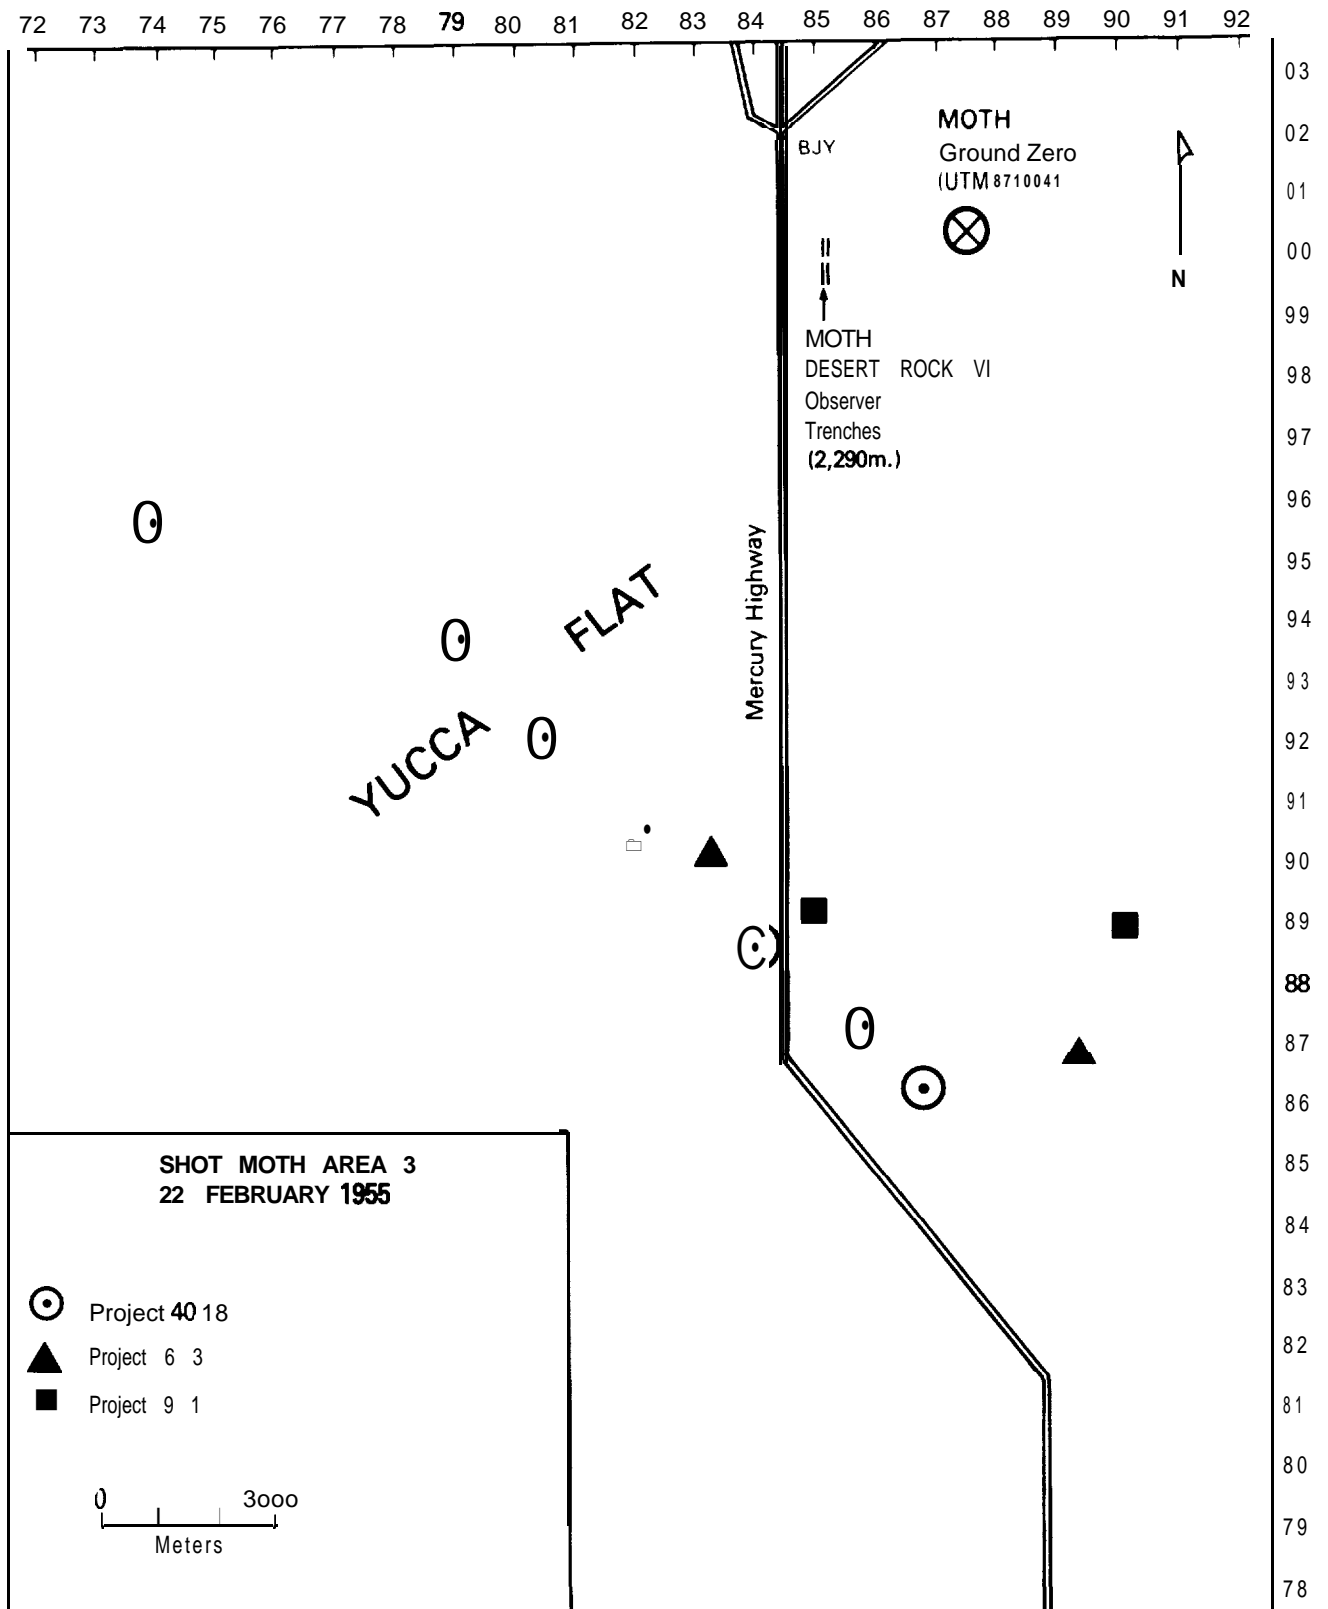 72 73 74 75 76 77 78 79 80 81 82 83 84 85 86 87 88 89 90 91 92
03
02
01
00
99
98
97
96
95
94
93
92
91
90
89
88
87
86
85
84
83
82
81
80
79
78
BJY
MOTH
Ground Zero
(UTM 8710041
N
MOTH
DESERT ROCK VI
Observer
Trenches
(2,290m.)
Mercury Highway
YUCCA FLAT
SHOT MOTH AREA 3
22 FEBRUARY 1955
Project 40 18
Project 6 3
Project 9 1
0 3ooo
Meters